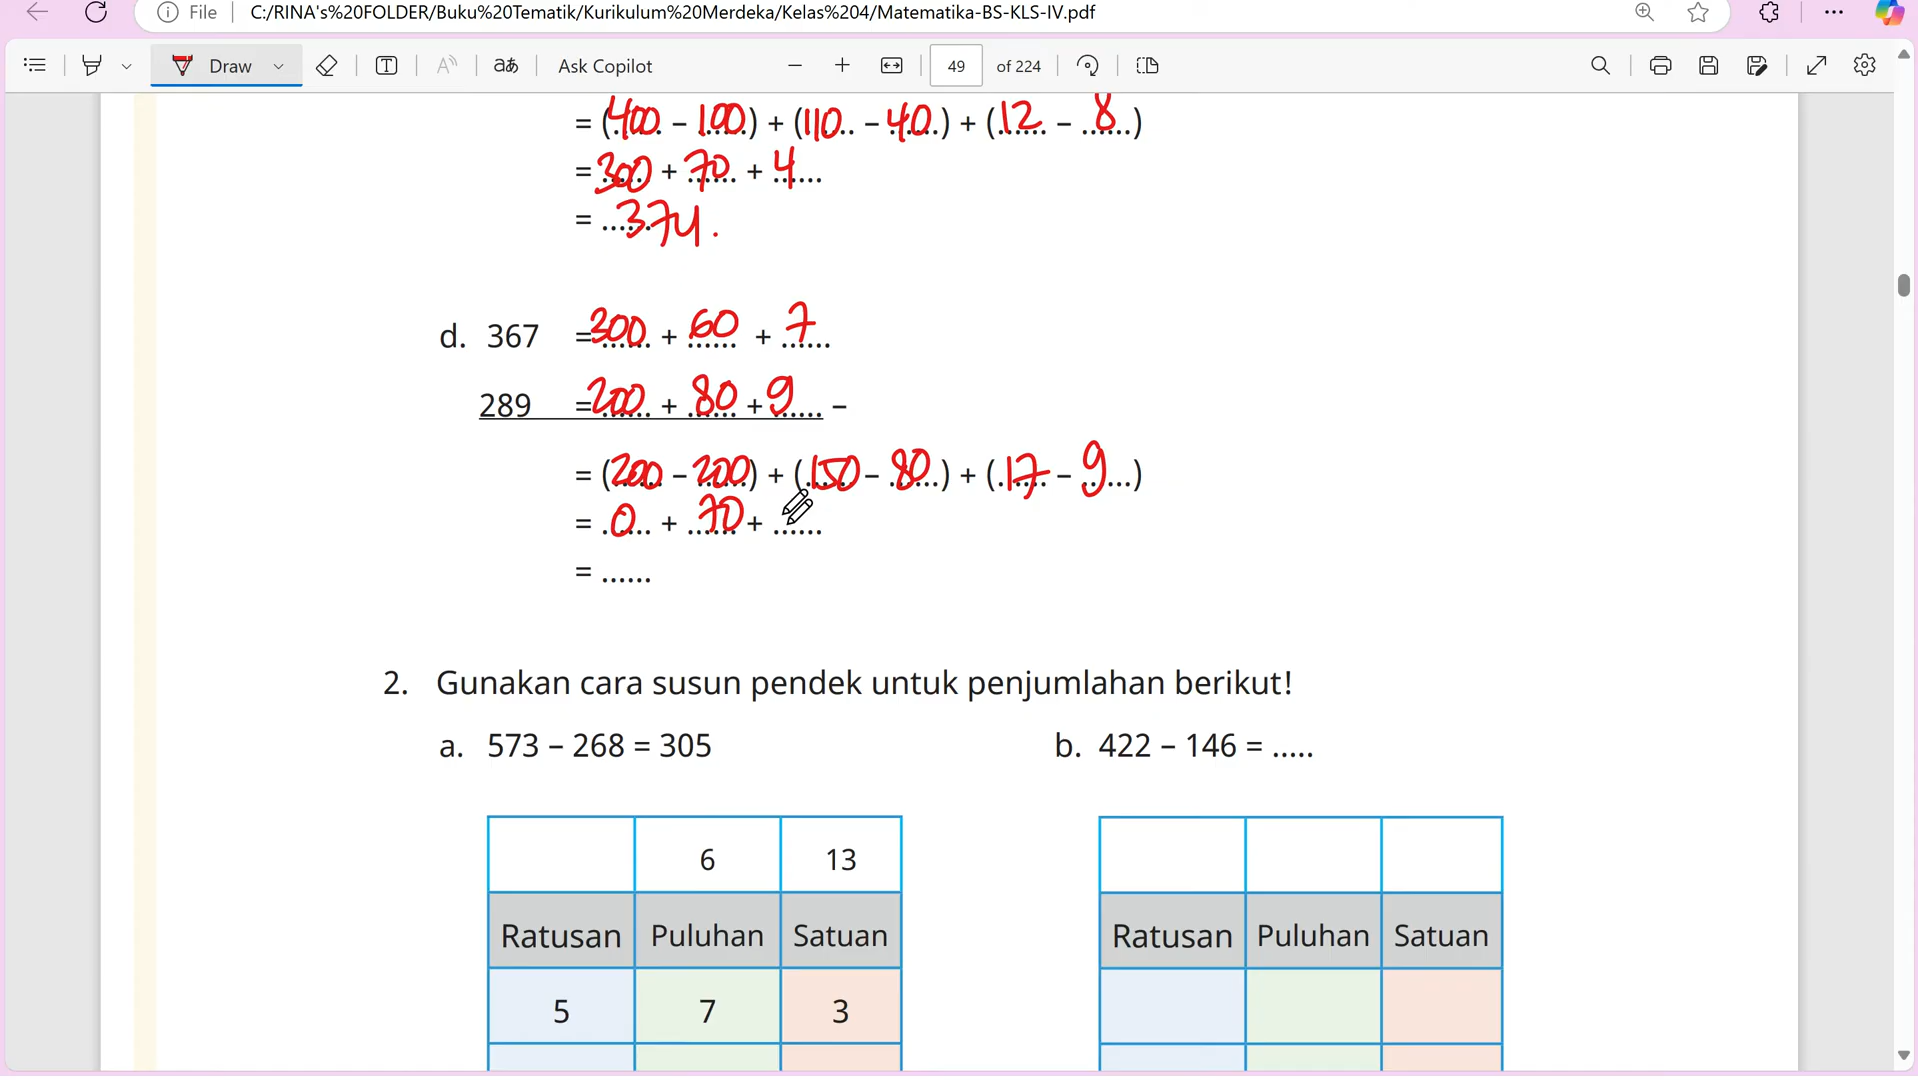 File C:/RINA's%20FOLDER/Buku%20Tematik/Kurikulum%20Merdeka/Kelas%204/Matematika-BS-KLS-IV.pdf
Draw T A aあ Ask Copilot 49 of 224
= (400 – 100) + (110 – 40) + (12 – 8)
= 300 + 70 + 4
= 374.
d. 367 = 300 + 60 + 7
289 = 200 + 80 + 9 –
= (200 – 200) + (150 – 80) + (17 – 9)
= 0 + 70 + ......
= ......
2. Gunakan cara susun pendek untuk penjumlahan berikut!
a. 573 – 268 = 305 b. 422 – 146 = .....
6 13
Ratusan Puluhan Satuan Ratusan Puluhan Satuan
5 7 3